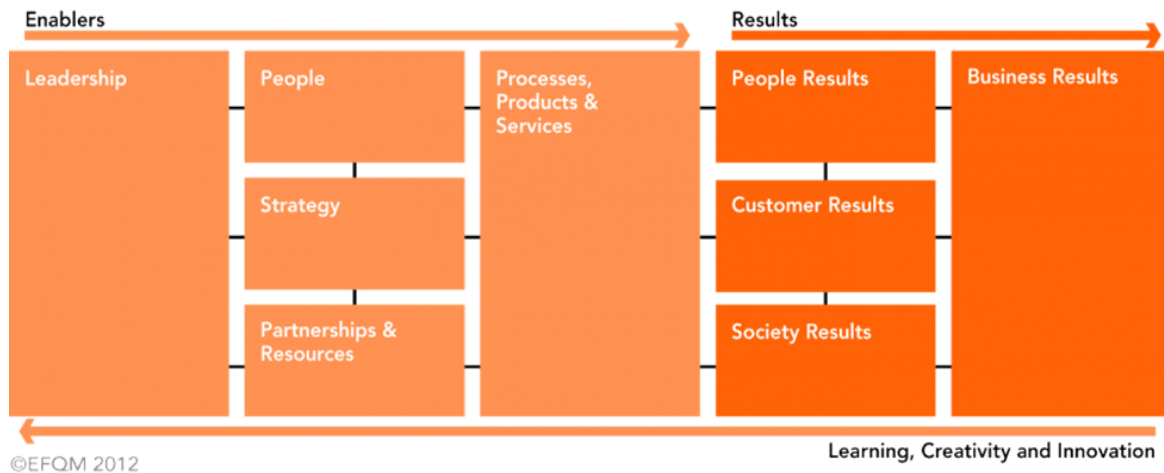 Enablers
Results
Leadership
People
Processes,
Products &
Services
People Results
Business Results
Strategy
Customer Results
Partnerships &
Resources
Society Results
Learning, Creativity and Innovation
©EFQM 2012